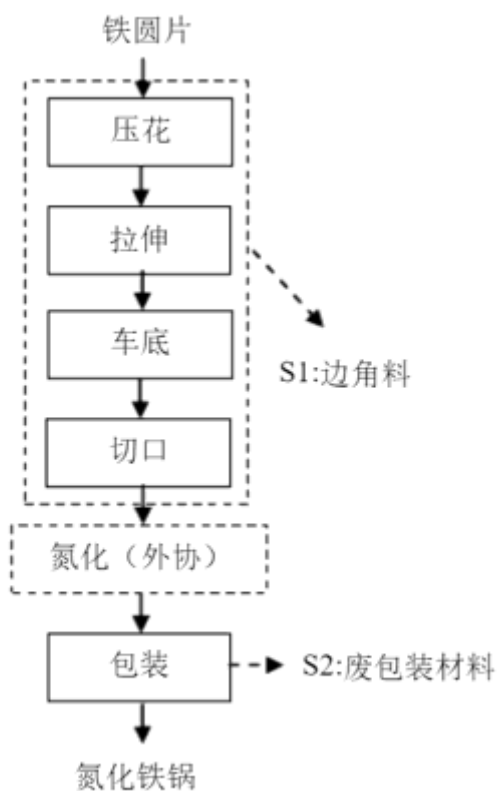 铁圆片
压花
拉伸
车底
S1:边角料
切口
氮化（外协）
包装
S2:废包装材料
氮化铁锅